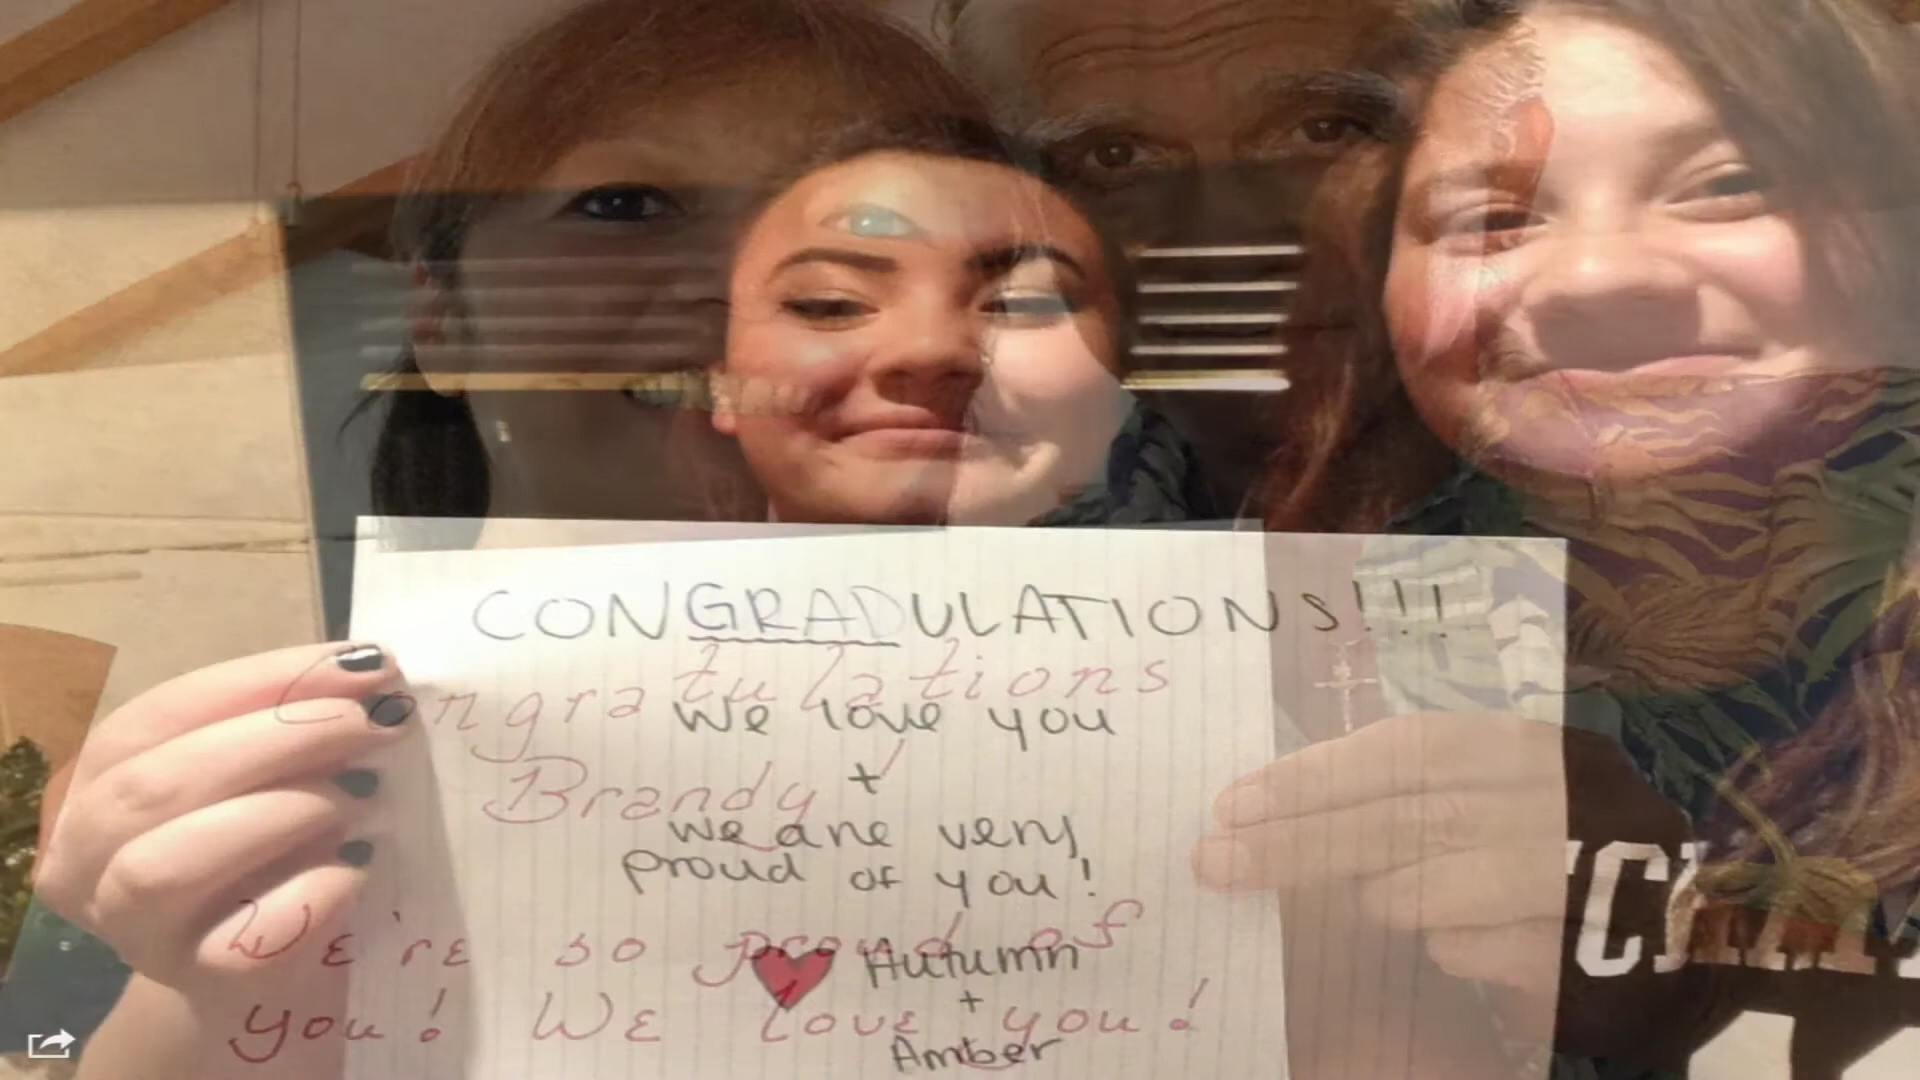 CONGRADULATIONS!!!
Congratulations
We love you
Brandy
+
we are very
proud of you!
We're so proud of
Autumn
you! We love you!
+
Amber